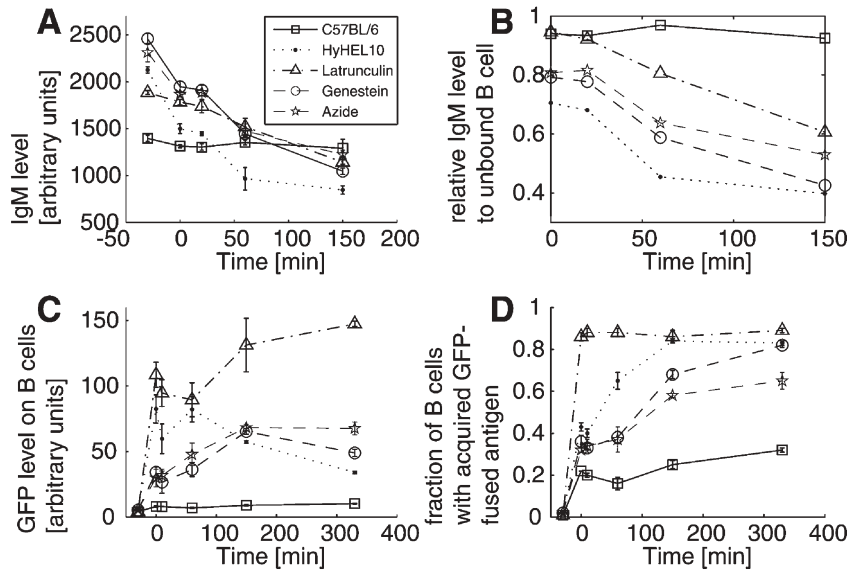 A
IgM level
[arbitrary units]
2500
2000
1500
1000
500
-50 0 50 100 150 200
Time [min]
C57BL/6
HyHEL10
Latrunculin
Genestein
Azide
B
relative IgM level
to unbound B cell
1
0.8
0.6
0.4
0 50 100 150
Time [min]
C
GFP level on B cells
[arbitrary units]
150
100
50
0
0 100 200 300 400
Time [min]
D
fraction of B cells
with acquired GFP-
fused antigen
1
0.8
0.6
0.4
0.2
0
0 100 200 300 400
Time [min]